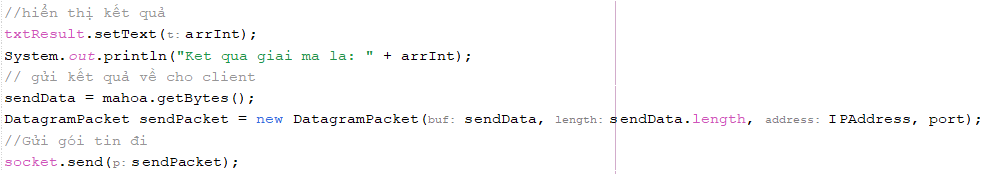 //hiển thị kết quả
txtResult.setText(t: arrInt);
System.out.println("Ket qua giai ma la: " + arrInt);
// gửi kết quả về cho client
sendData = mahoa.getBytes();
DatagramPacket sendPacket = new DatagramPacket(buf: sendData, length: sendData.length, address: IPAddress, port);
//Gửi gói tin đi
socket.send(p: sendPacket);